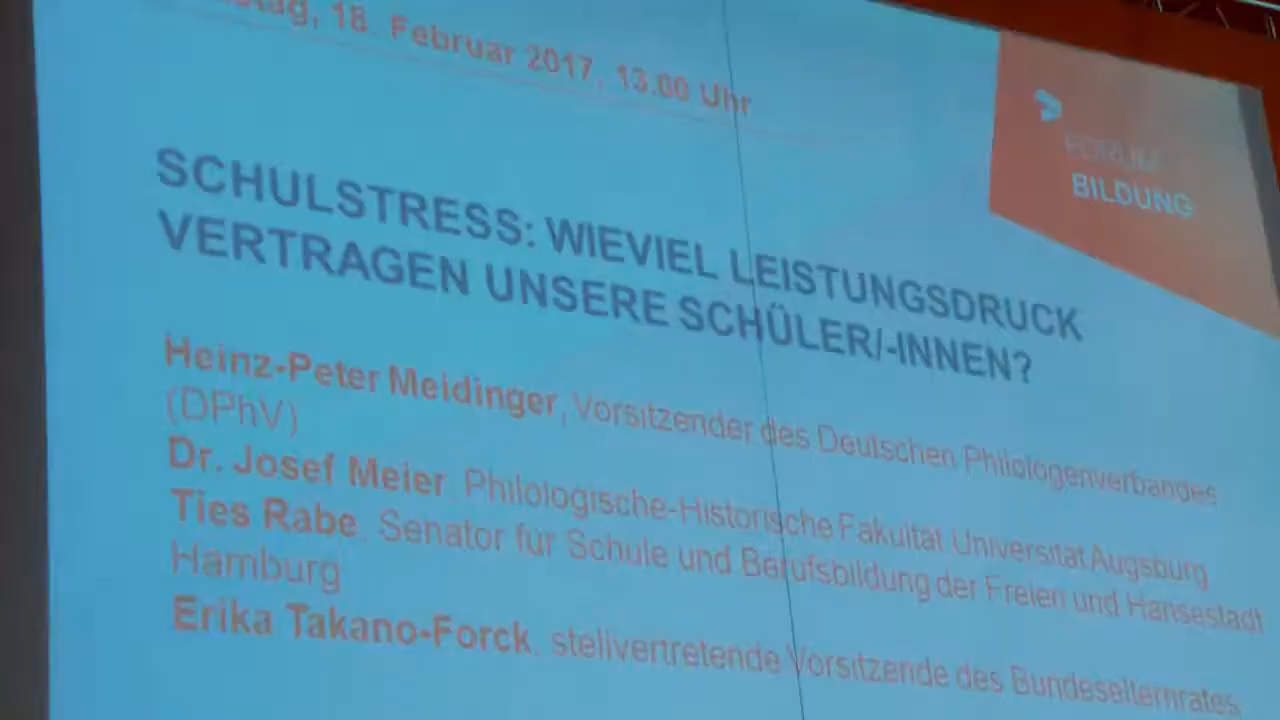 18. Februar 2017, 13.00 Uhr
FORUM
BILDUNG
SCHULSTRESS: WIEVIEL LEISTUNGSDRUCK
VERTRAGEN UNSERE SCHÜLER/-INNEN?
Heinz-Peter Meidinger, Vorsitzender des Deutschen Philologenverbandes
(DPhV)
Dr. Josef Meier, Philologische-Historische Fakultät Universität Augsburg
Ties Rabe, Senator für Schule und Berufsbildung der Freien und Hansestadt
Hamburg
Erika Takano-Forck, stellvertretende Vorsitzende des Bundeselternrates